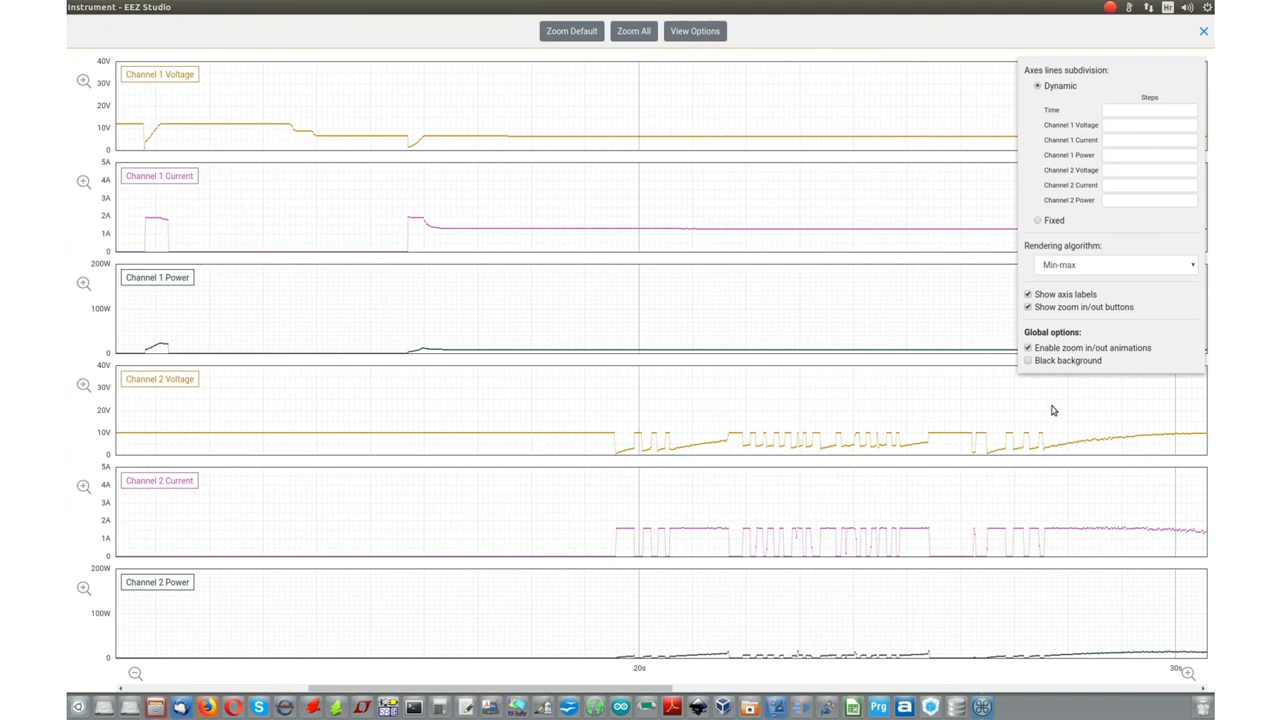 Instrument - EEZ Studio
Hr
Zoom Default
Zoom All
View Options
40V
30V
20V
10V
0
Channel 1 Voltage
5A
4A
3A
2A
1A
0
Channel 1 Current
200W
100W
0
Channel 1 Power
40V
30V
20V
10V
0
Channel 2 Voltage
5A
4A
3A
2A
1A
0
Channel 2 Current
200W
100W
0
Channel 2 Power
20s
30s
Axes lines subdivision:
Dynamic
Steps
Time
Channel 1 Voltage
Channel 1 Current
Channel 1 Power
Channel 2 Voltage
Channel 2 Current
Channel 2 Power
Fixed
Rendering algorithm:
Min-max
Show axis labels
Show zoom in/out buttons
Global options:
Enable zoom in/out animations
Black background
Prg